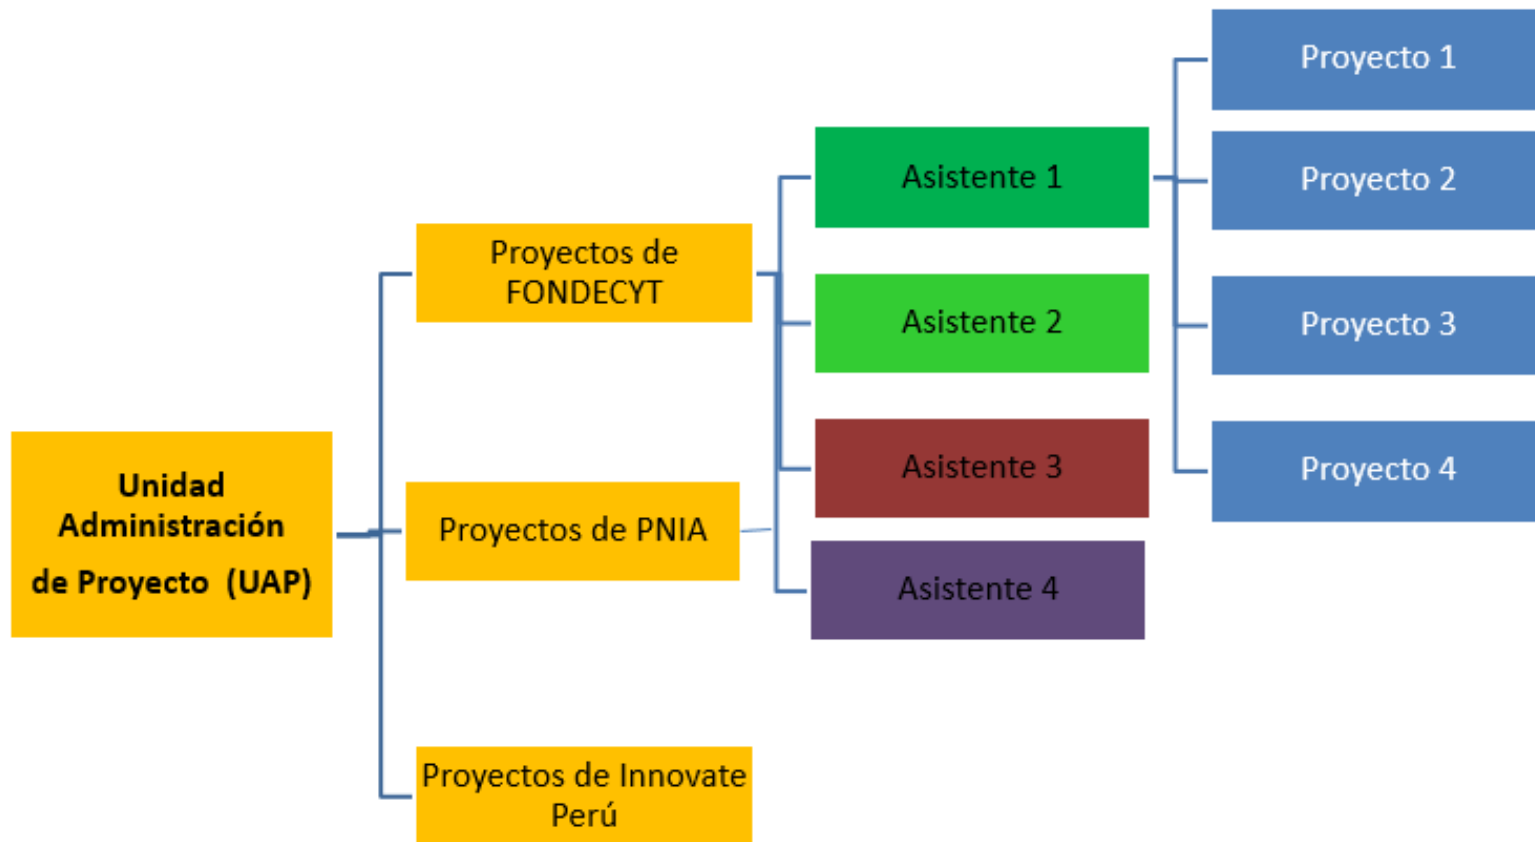 Unidad
Administración
de Proyecto  (UAP)
Proyectos de
FONDECYT
Proyectos de PNIA
Proyectos de Innovate
Perú
Asistente 1
Asistente 2
Asistente 3
Asistente 4
Proyecto 1
Proyecto 2
Proyecto 3
Proyecto 4